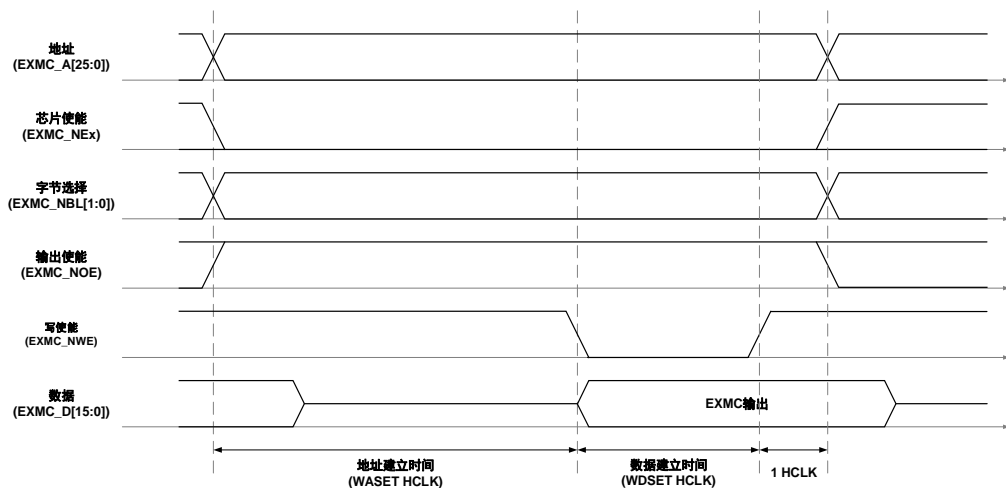 地址
(EXMC_A[25:0])
芯片使能
(EXMC_NEx)
字节选择
(EXMC_NBL[1:0])
输出使能
(EXMC_NOE)
写使能
(EXMC_NWE)
数据
(EXMC_D[15:0])
EXMC输出
地址建立时间
(WASET HCLK)
数据建立时间
(WDSET HCLK)
1 HCLK